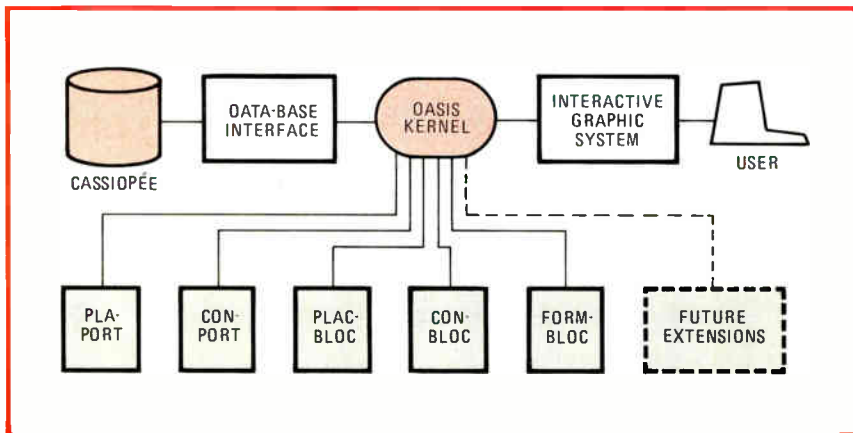 CASSIOPÉE
DATA-BASE
INTERFACE
OASIS
KERNEL
INTERACTIVE
GRAPHIC
SYSTEM
USER
PLA-
PORT
CON-
PORT
PLAC-
BLOC
CON-
BLOC
FORM-
BLOC
FUTURE
EXTENSIONS